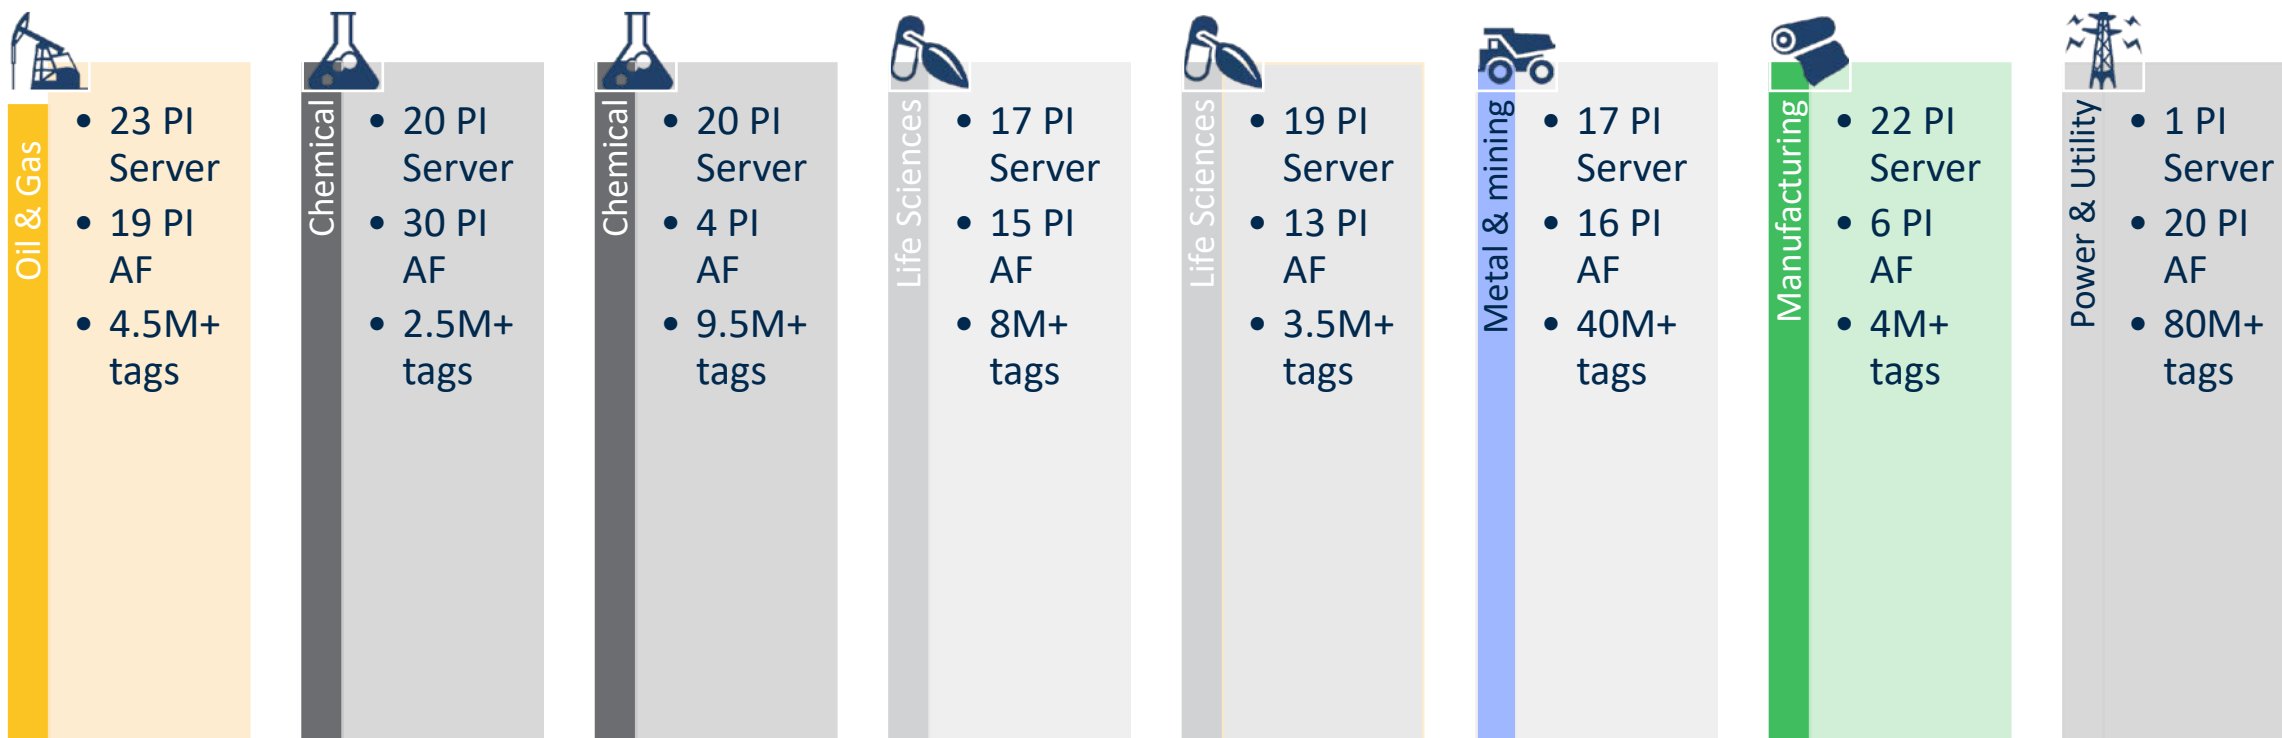 Oil & Gas
• 23 PI
Server
• 19 PI
AF
• 4.5M+
tags
Chemical
• 20 PI
Server
• 30 PI
AF
• 2.5M+
tags
Chemical
• 20 PI
Server
• 4 PI
AF
• 9.5M+
tags
Life Sciences
• 17 PI
Server
• 15 PI
AF
• 8M+
tags
Life Sciences
• 19 PI
Server
• 13 PI
AF
• 3.5M+
tags
Metal & mining
• 17 PI
Server
• 16 PI
AF
• 40M+
tags
Manufacturing
• 22 PI
Server
• 6 PI
AF
• 4M+
tags
Power & Utility
• 1 PI
Server
• 20 PI
AF
• 80M+
tags